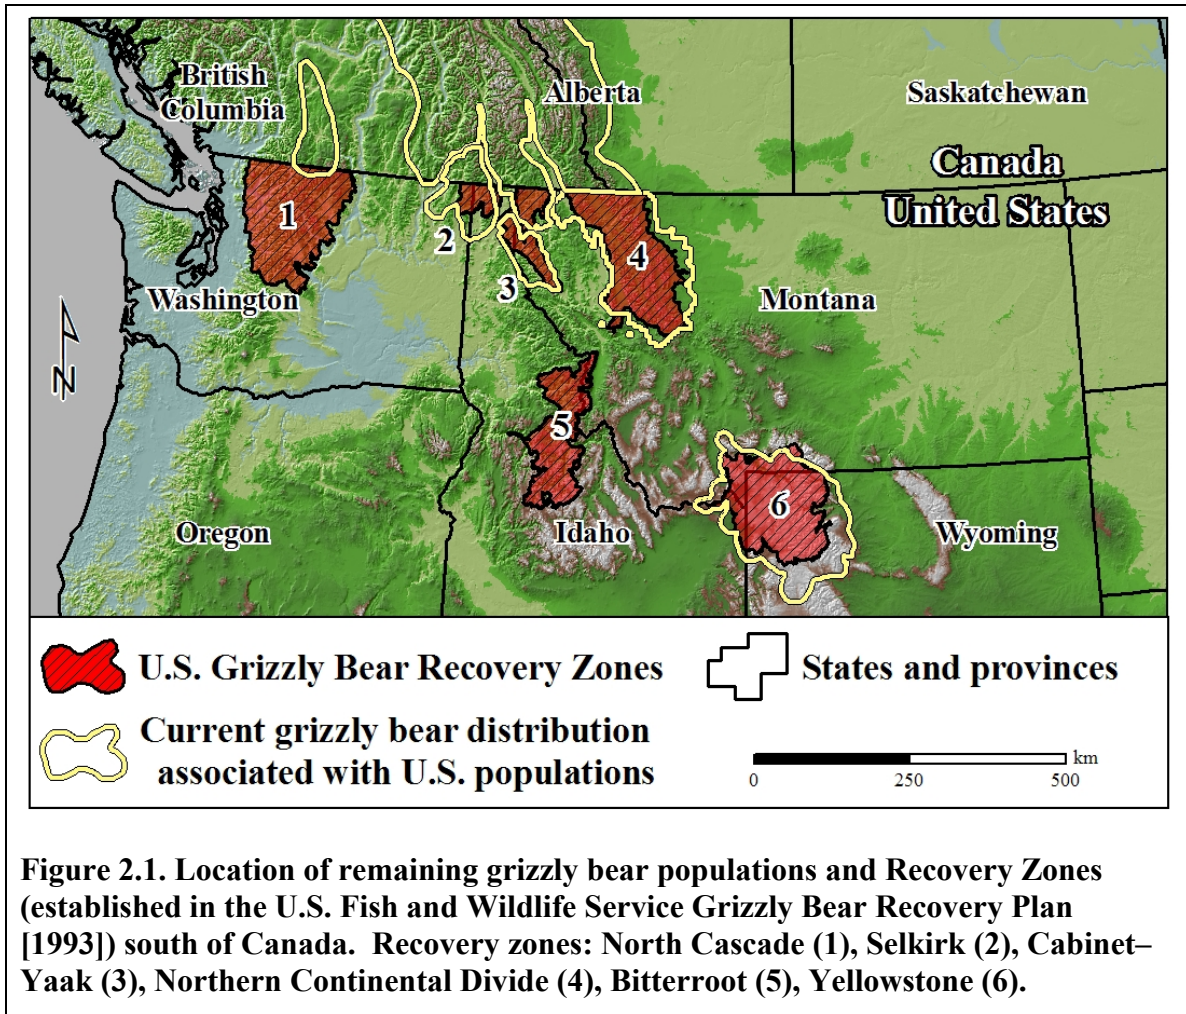 British
Columbia
Alberta
Saskatchewan
Canada
United States
1
2
3
4
Washington
Montana
5
6
Oregon
Idaho
Wyoming
N
U.S. Grizzly Bear Recovery Zones
States and provinces
Current grizzly bear distribution
associated with U.S. populations
km
0 250 500
Figure 2.1. Location of remaining grizzly bear populations and Recovery Zones
(established in the U.S. Fish and Wildlife Service Grizzly Bear Recovery Plan
[1993]) south of Canada. Recovery zones: North Cascade (1), Selkirk (2), Cabinet–
Yaak (3), Northern Continental Divide (4), Bitterroot (5), Yellowstone (6).